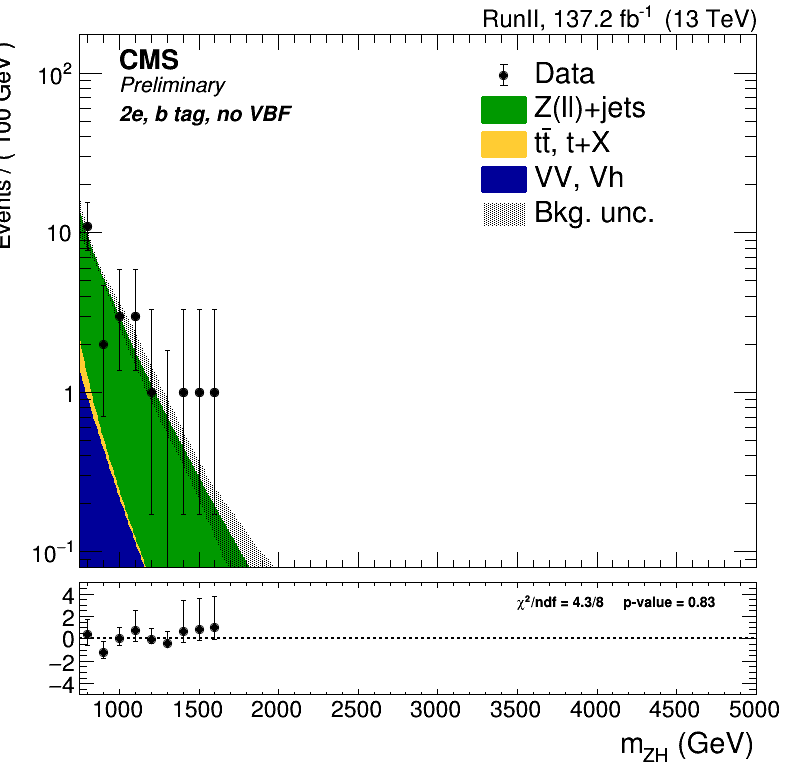 RunII, 137.2 fb⁻¹ (13 TeV)
CMS
Preliminary
2e, b tag, no VBF
Data
Z(ll)+jets
tt̄, t+X
VV, Vh
Bkg. unc.
Events / ( 100 GeV )
10²
10
1
10⁻¹
χ²/ndf = 4.3/8 p-value = 0.83
4
2
0
−2
−4
1000 1500 2000 2500 3000 3500 4000 4500 5000
m_ZH (GeV)